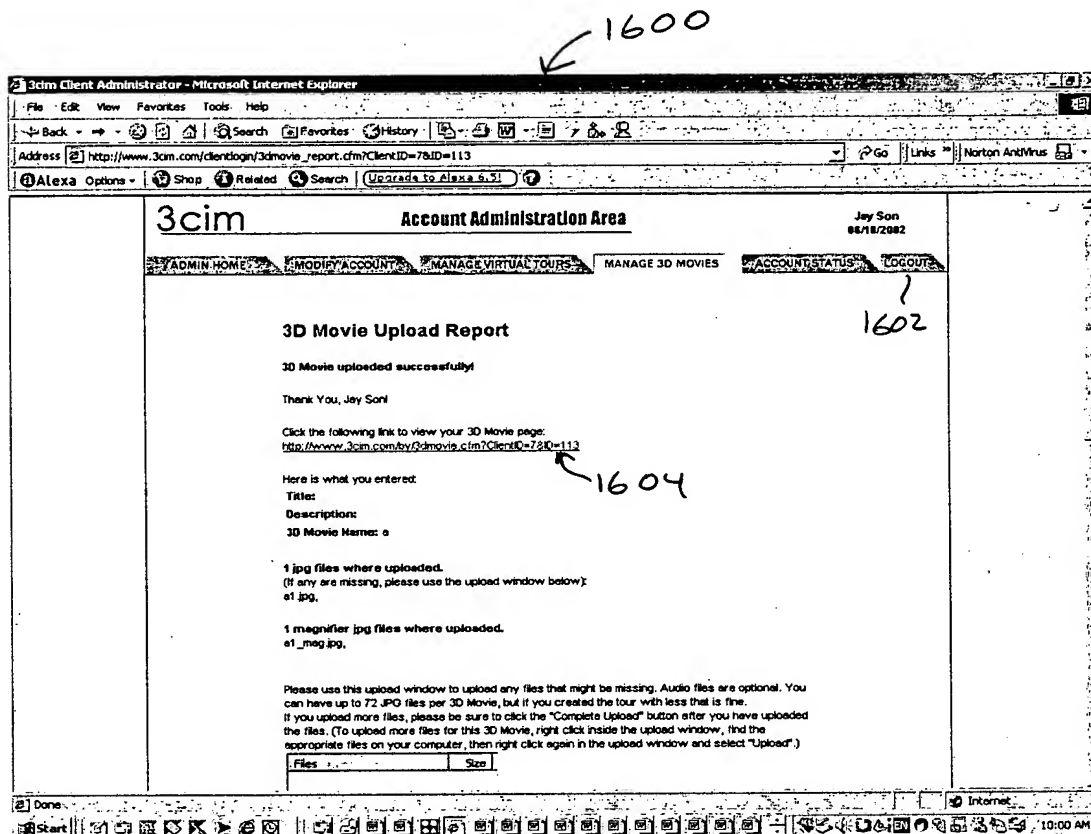 1600
3cim Client Administrator - Microsoft Internet Explorer
File Edit View Favorites Tools Help
Back Search Favorites History
Address http://www.3cim.com/clientlogin/3dmovie_report.cfm?ClientID=7&ID=113 Go Links » Norton AntiVirus
Alexa Options Shop Related Search Upgrade to Alexa 6.5!
3cim Account Administration Area Jay Son
08/18/2002
ADMIN HOME MODIFY ACCOUNT MANAGE VIRTUAL TOURS MANAGE 3D MOVIES ACCOUNT STATUS LOGOUT
1602
3D Movie Upload Report
3D Movie uploaded successfully!
Thank You, Jay Son!
Click the following link to view your 3D Movie page:
http://www.3cim.com/by/3dmovie.cfm?ClientID=7&ID=113
1604
Here is what you entered:
Title:
Description:
3D Movie Name: a
1 jpg files where uploaded.
(If any are missing, please use the upload window below):
a1.jpg,
1 magnifier jpg files where uploaded.
a1_mag.jpg,
Please use this upload window to upload any files that might be missing. Audio files are optional. You
can have up to 72 JPG files per 3D Movie, but if you created the tour with less that is fine.
If you upload more files, please be sure to click the "Complete Upload" button after you have uploaded
the files. (To upload more files for this 3D Movie, right click inside the upload window, find the
appropriate files on your computer, then right click again in the upload window and select "Upload".)
Files Size
Done Internet
Start EN 10:00 AM